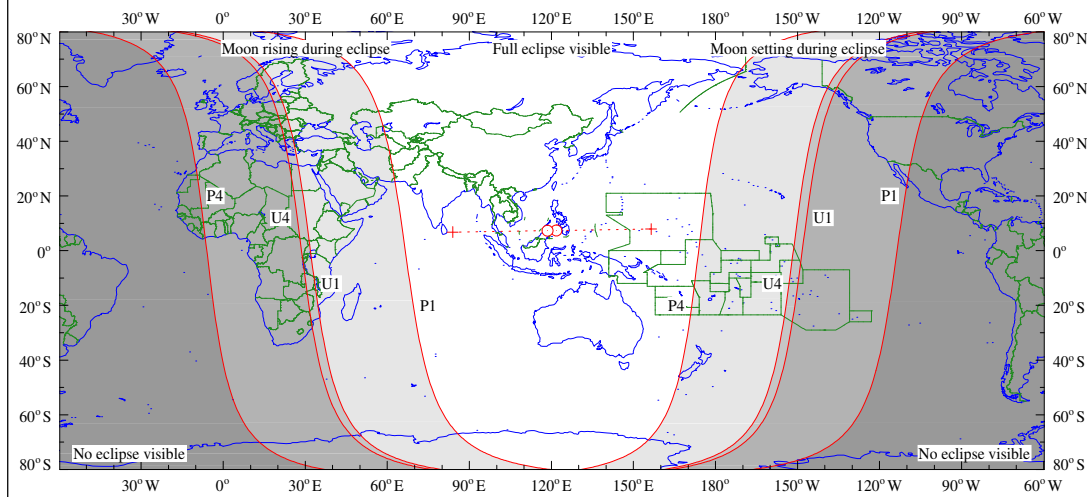 30°W 0° 30°E 60°E 90°E 120°E 150°E 180° 150°W 120°W 90°W 60°W
80°N Moon rising during eclipse Full eclipse visible Moon setting during eclipse 80°N
60°N 60°N
40°N 40°N
20°N P4 P1 20°N
U4 U1
0° 0°
U1 U4
20°S P1 P4 20°S
40°S 40°S
60°S 60°S
No eclipse visible No eclipse visible
80°S 80°S
30°W 0° 30°E 60°E 90°E 120°E 150°E 180° 150°W 120°W 90°W 60°W